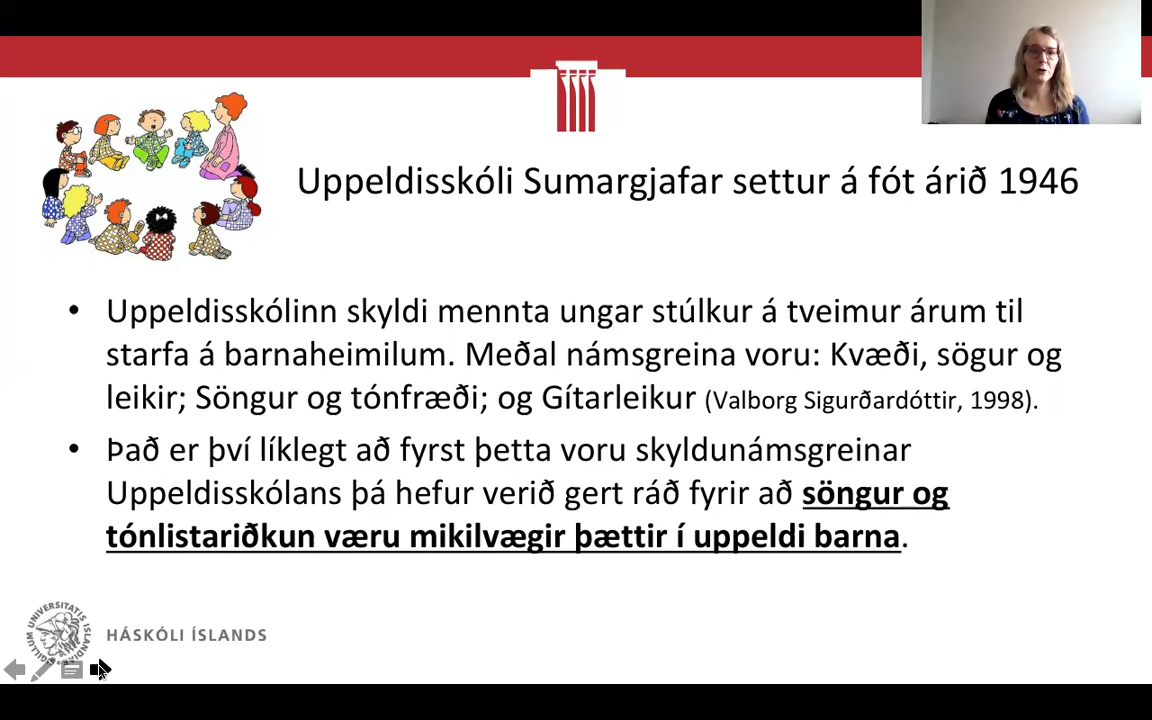 Uppeldisskóli Sumargjafar settur á fót árið 1946
• Uppeldisskólinn skyldi mennta ungar stúlkur á tveimur árum til
starfa á barnaheimilum. Meðal námsgreina voru: Kvæði, sögur og
leikir; Söngur og tónfræði; og Gítarleikur (Valborg Sigurðardóttir, 1998).
• Það er því líklegt að fyrst þetta voru skyldunámsgreinar
Uppeldisskólans þá hefur verið gert ráð fyrir að söngur og
tónlistariðkun væru mikilvægir þættir í uppeldi barna.
HÁSKÓLI ÍSLANDS